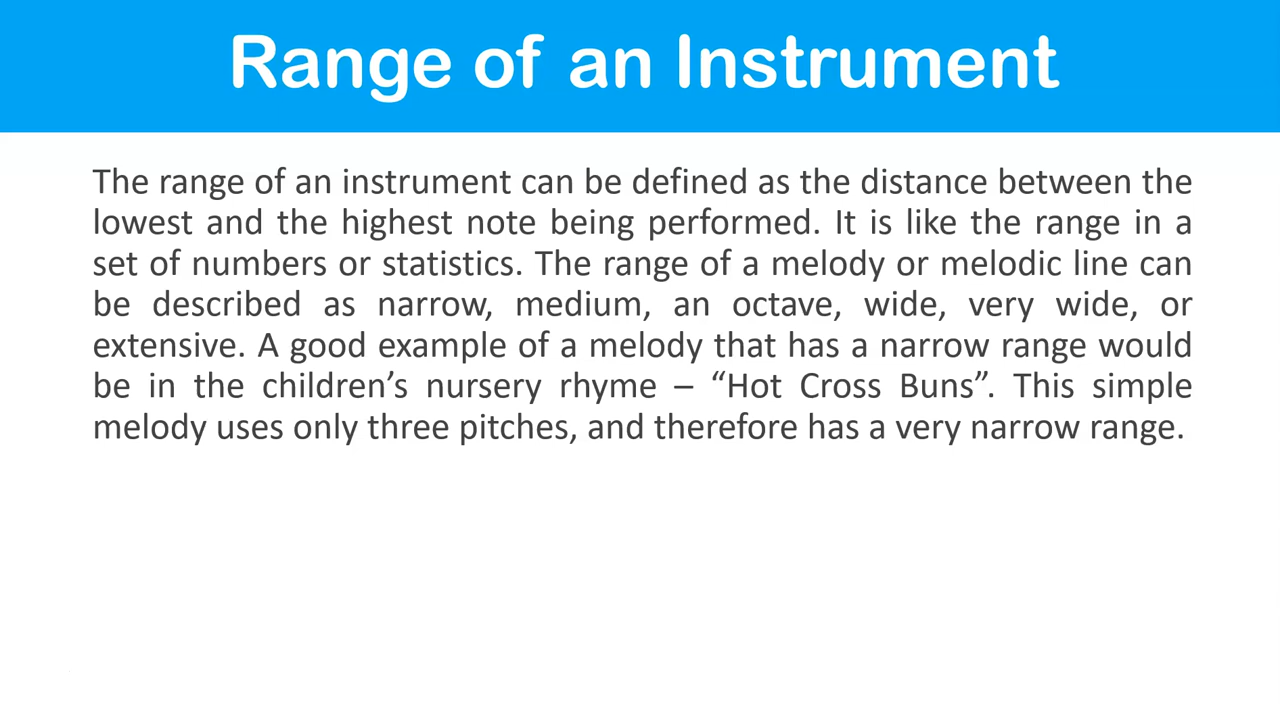 Range of an Instrument
The range of an instrument can be defined as the distance between the
lowest and the highest note being performed. It is like the range in a
set of numbers or statistics. The range of a melody or melodic line can
be described as narrow, medium, an octave, wide, very wide, or
extensive. A good example of a melody that has a narrow range would
be in the children’s nursery rhyme – “Hot Cross Buns”. This simple
melody uses only three pitches, and therefore has a very narrow range.